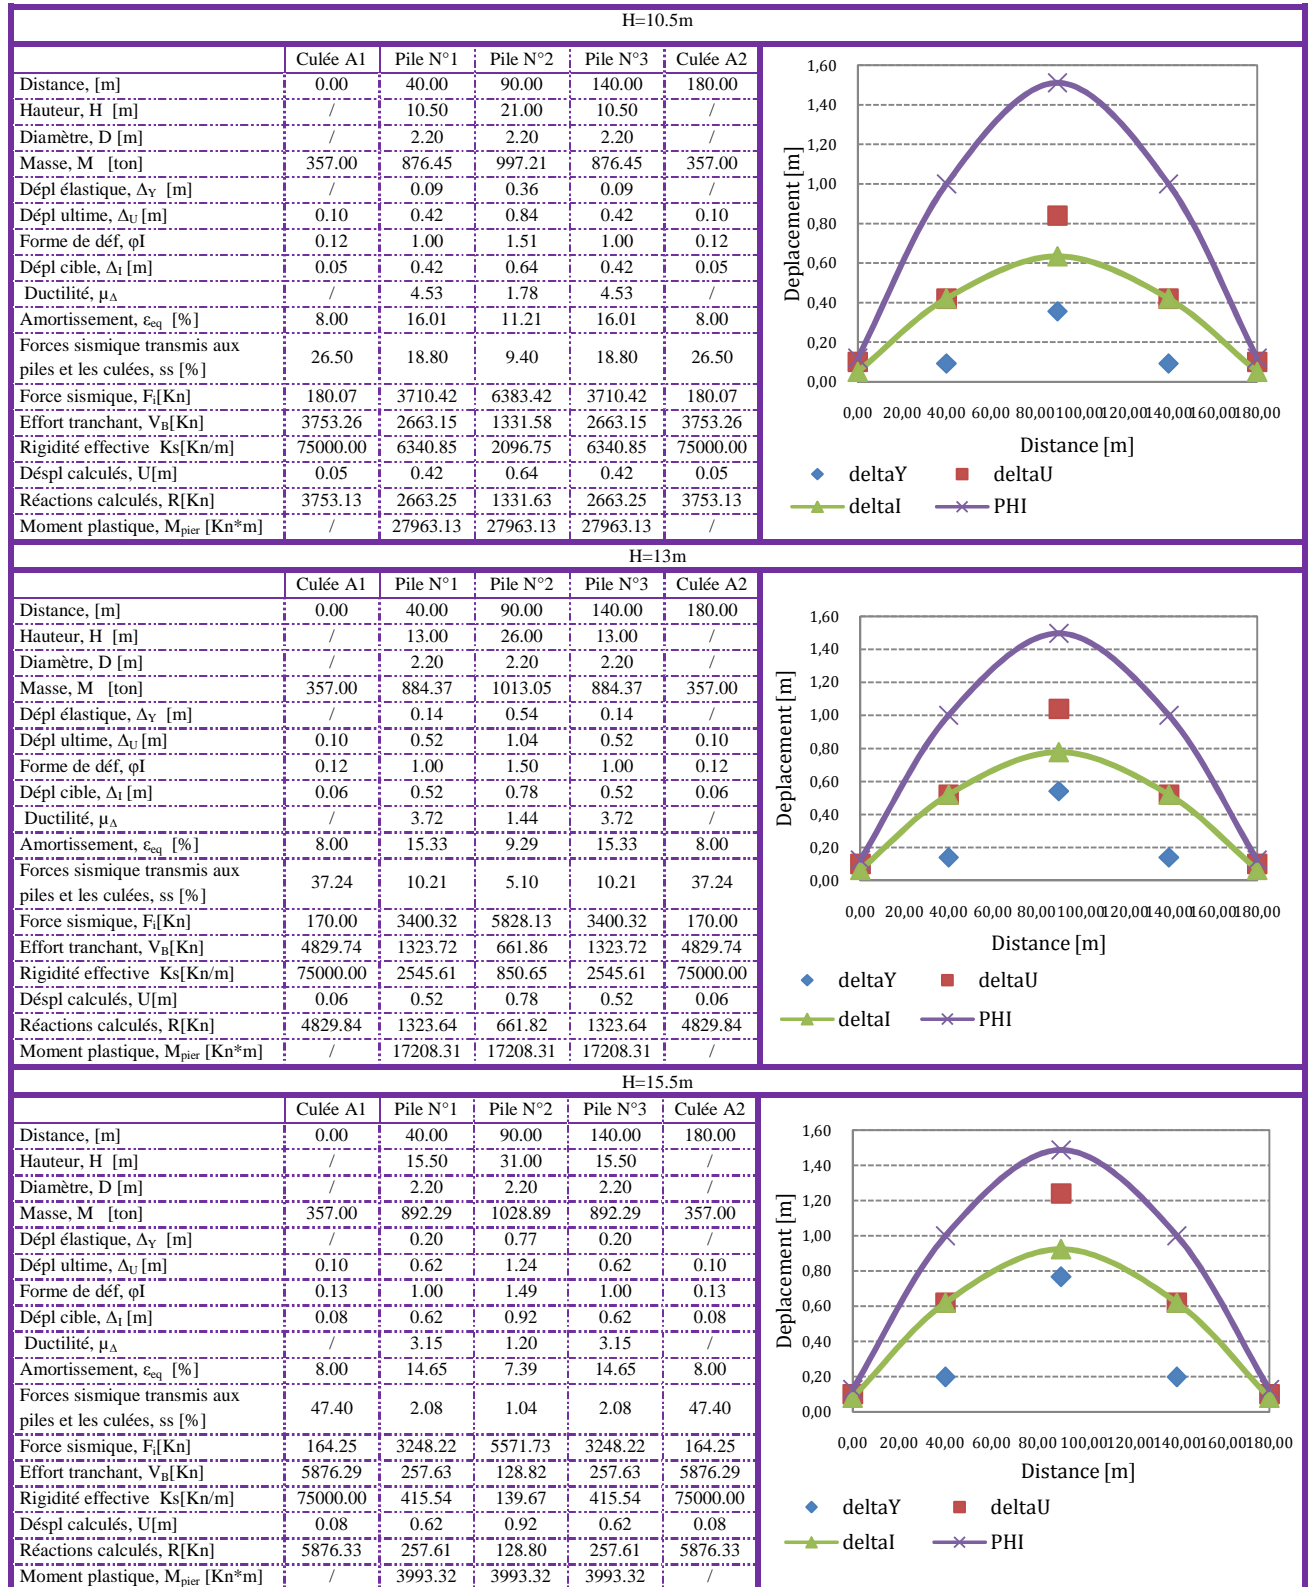 H=10.5m
Culée A1 Pile N°1 Pile N°2 Pile N°3 Culée A2
Distance, [m] 0.00 40.00 90.00 140.00 180.00
Hauteur, H [m] / 10.50 21.00 10.50 /
Diamètre, D [m] / 2.20 2.20 2.20 /
Masse, M [ton] 357.00 876.45 997.21 876.45 357.00
Dépl élastique, ΔY [m] / 0.09 0.36 0.09 /
Dépl ultime, ΔU [m] 0.10 0.42 0.84 0.42 0.10
Forme de déf, φI 0.12 1.00 1.51 1.00 0.12
Dépl cible, ΔI [m] 0.05 0.42 0.64 0.42 0.05
Ductilité, μΔ / 4.53 1.78 4.53 /
Amortissement, εeq [%] 8.00 16.01 11.21 16.01 8.00
Forces sismique transmis aux
piles et les culées, ss [%] 26.50 18.80 9.40 18.80 26.50
Force sismique, Fi[Kn] 180.07 3710.42 6383.42 3710.42 180.07
Effort tranchant, VB[Kn] 3753.26 2663.15 1331.58 2663.15 3753.26
Rigidité effective Ks[Kn/m] 75000.00 6340.85 2096.75 6340.85 75000.00
Déspl calculés, U[m] 0.05 0.42 0.64 0.42 0.05
Réactions calculés, R[Kn] 3753.13 2663.25 1331.63 2663.25 3753.13
Moment plastique, Mpier [Kn*m] / 27963.13 27963.13 27963.13 /
Deplacement [m]
1,60
1,40
1,20
1,00
0,80
0,60
0,40
0,20
0,00
0,00 20,00 40,00 60,00 80,00 100,00 120,00 140,00 160,00 180,00
Distance [m]
deltaY deltaU
deltaI PHI
H=13m
Culée A1 Pile N°1 Pile N°2 Pile N°3 Culée A2
Distance, [m] 0.00 40.00 90.00 140.00 180.00
Hauteur, H [m] / 13.00 26.00 13.00 /
Diamètre, D [m] / 2.20 2.20 2.20 /
Masse, M [ton] 357.00 884.37 1013.05 884.37 357.00
Dépl élastique, ΔY [m] / 0.14 0.54 0.14 /
Dépl ultime, ΔU [m] 0.10 0.52 1.04 0.52 0.10
Forme de déf, φI 0.12 1.00 1.50 1.00 0.12
Dépl cible, ΔI [m] 0.06 0.52 0.78 0.52 0.06
Ductilité, μΔ / 3.72 1.44 3.72 /
Amortissement, εeq [%] 8.00 15.33 9.29 15.33 8.00
Forces sismique transmis aux
piles et les culées, ss [%] 37.24 10.21 5.10 10.21 37.24
Force sismique, Fi[Kn] 170.00 3400.32 5828.13 3400.32 170.00
Effort tranchant, VB[Kn] 4829.74 1323.72 661.86 1323.72 4829.74
Rigidité effective Ks[Kn/m] 75000.00 2545.61 850.65 2545.61 75000.00
Déspl calculés, U[m] 0.06 0.52 0.78 0.52 0.06
Réactions calculés, R[Kn] 4829.84 1323.64 661.82 1323.64 4829.84
Moment plastique, Mpier [Kn*m] / 17208.31 17208.31 17208.31 /
Deplacement [m]
1,60
1,40
1,20
1,00
0,80
0,60
0,40
0,20
0,00
0,00 20,00 40,00 60,00 80,00 100,00 120,00 140,00 160,00 180,00
Distance [m]
deltaY deltaU
deltaI PHI
H=15.5m
Culée A1 Pile N°1 Pile N°2 Pile N°3 Culée A2
Distance, [m] 0.00 40.00 90.00 140.00 180.00
Hauteur, H [m] / 15.50 31.00 15.50 /
Diamètre, D [m] / 2.20 2.20 2.20 /
Masse, M [ton] 357.00 892.29 1028.89 892.29 357.00
Dépl élastique, ΔY [m] / 0.20 0.77 0.20 /
Dépl ultime, ΔU [m] 0.10 0.62 1.24 0.62 0.10
Forme de déf, φI 0.13 1.00 1.49 1.00 0.13
Dépl cible, ΔI [m] 0.08 0.62 0.92 0.62 0.08
Ductilité, μΔ / 3.15 1.20 3.15 /
Amortissement, εeq [%] 8.00 14.65 7.39 14.65 8.00
Forces sismique transmis aux
piles et les culées, ss [%] 47.40 2.08 1.04 2.08 47.40
Force sismique, Fi[Kn] 164.25 3248.22 5571.73 3248.22 164.25
Effort tranchant, VB[Kn] 5876.29 257.63 128.82 257.63 5876.29
Rigidité effective Ks[Kn/m] 75000.00 415.54 139.67 415.54 75000.00
Déspl calculés, U[m] 0.08 0.62 0.92 0.62 0.08
Réactions calculés, R[Kn] 5876.33 257.61 128.80 257.61 5876.33
Moment plastique, Mpier [Kn*m] / 3993.32 3993.32 3993.32 /
Deplacement [m]
1,60
1,40
1,20
1,00
0,80
0,60
0,40
0,20
0,00
0,00 20,00 40,00 60,00 80,00 100,00 120,00 140,00 160,00 180,00
Distance [m]
deltaY deltaU
deltaI PHI